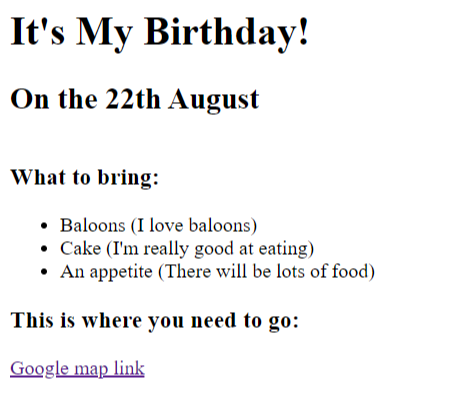 It's My Birthday!
On the 22th August
What to bring:
Baloons (I love baloons)
Cake (I'm really good at eating)
An appetite (There will be lots of food)
This is where you need to go:
Google map link